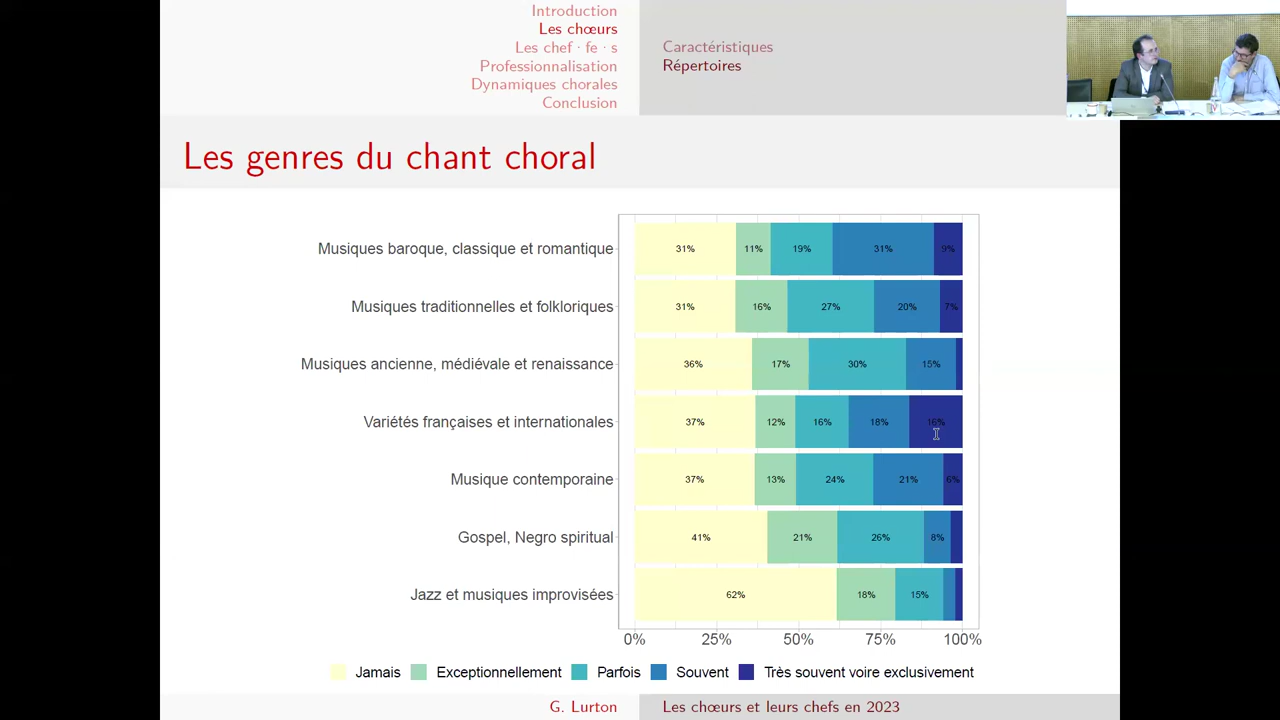 Introduction
Les chœurs
Les chef · fe · s
Professionnalisation
Dynamiques chorales
Conclusion
Caractéristiques
Répertoires
Les genres du chant choral
Musiques baroque, classique et romantique 31% 11% 19% 31% 9%
Musiques traditionnelles et folkloriques 31% 16% 27% 20% 7%
Musiques ancienne, médiévale et renaissance 36% 17% 30% 15%
Variétés françaises et internationales 37% 12% 16% 18% 16%
Musique contemporaine 37% 13% 24% 21% 6%
Gospel, Negro spiritual 41% 21% 26% 8%
Jazz et musiques improvisées 62% 18% 15%
0% 25% 50% 75% 100%
Jamais Exceptionnellement Parfois Souvent Très souvent voire exclusivement
G. Lurton Les chœurs et leurs chefs en 2023